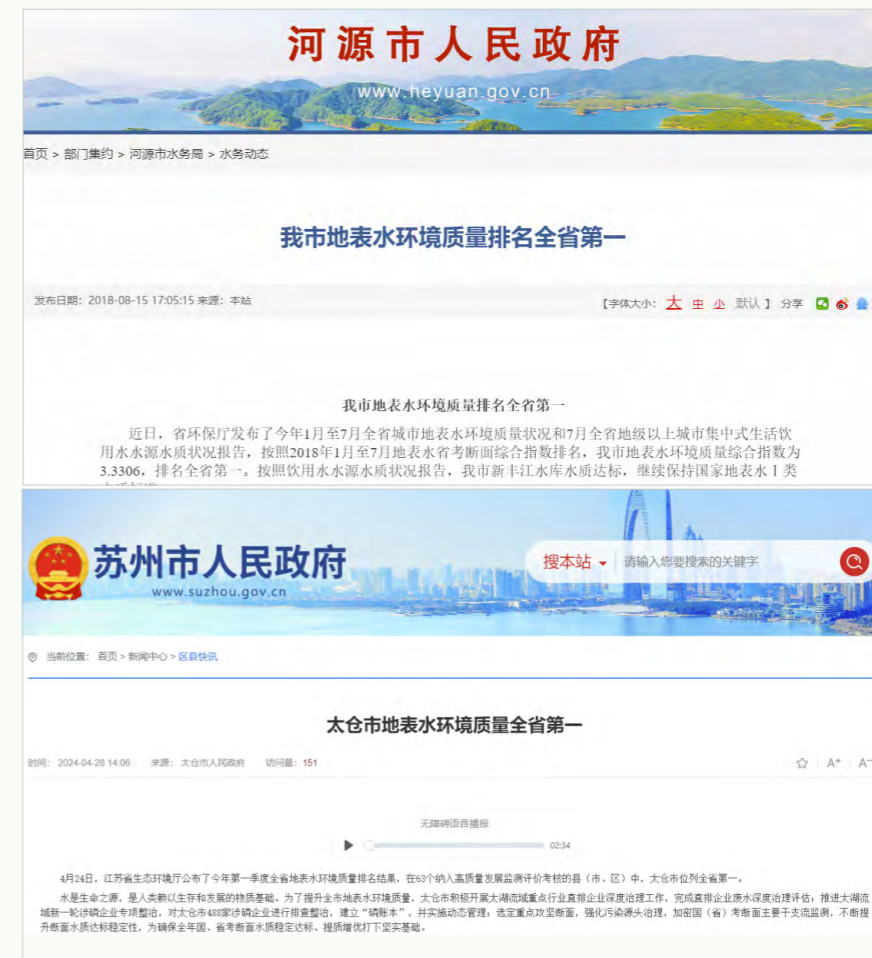 河源市人民政府
www.heyuan.gov.cn
首页 > 部门集约 > 河源市水务局 > 水务动态
我市地表水环境质量排名全省第一
发布日期：2018-08-15 17:05:15 来源：本站 【字体大小：大 中 小 默认】 分享
我市地表水环境质量排名全省第一
近日，省环保厅发布了今年1月至7月全省城市地表水环境质量状况和7月全省地级以上城市集中式生活饮
用水水源水质状况报告，按照2018年1月至7月地表水省考断面综合指数排名，我市地表水环境质量综合指数为
3.3306，排名全省第一。按照饮用水水源水质状况报告，我市新丰江水库水质达标，继续保持国家地表水Ⅰ类
苏州市人民政府
www.suzhou.gov.cn
搜本站 请输入您要搜索的关键字
当前位置： 首页 > 新闻中心 > 区县快讯
太仓市地表水环境质量全省第一
时间： 2024-04-28 14:06 来源： 太仓市人民政府 访问量：151 A+ A-
无障碍语音播报
02:34
4月24日，江苏省生态环境厅公布了今年第一季度全省地表水环境质量排名结果，在63个纳入高质量发展监测评价考核的县（市、区）中，太仓市位列全省第一。
水是生命之源，是人类赖以生存和发展的物质基础。为了提升全市地表水环境质量，太仓市积极开展太湖流域重点行业直排企业深度治理工作，完成直排企业废水深度治理评估；推进太湖流
域新一轮涉磷企业专项整治，对太仓市488家涉磷企业进行排查整治，建立“磷账本”，并实施动态管理；选定重点攻坚断面，强化污染源头治理，加密国（省）考断面主要干支流监测，不断提
升断面水质达标稳定性，为确保全年国、省考断面水质稳定达标、提质增优打下坚实基础。